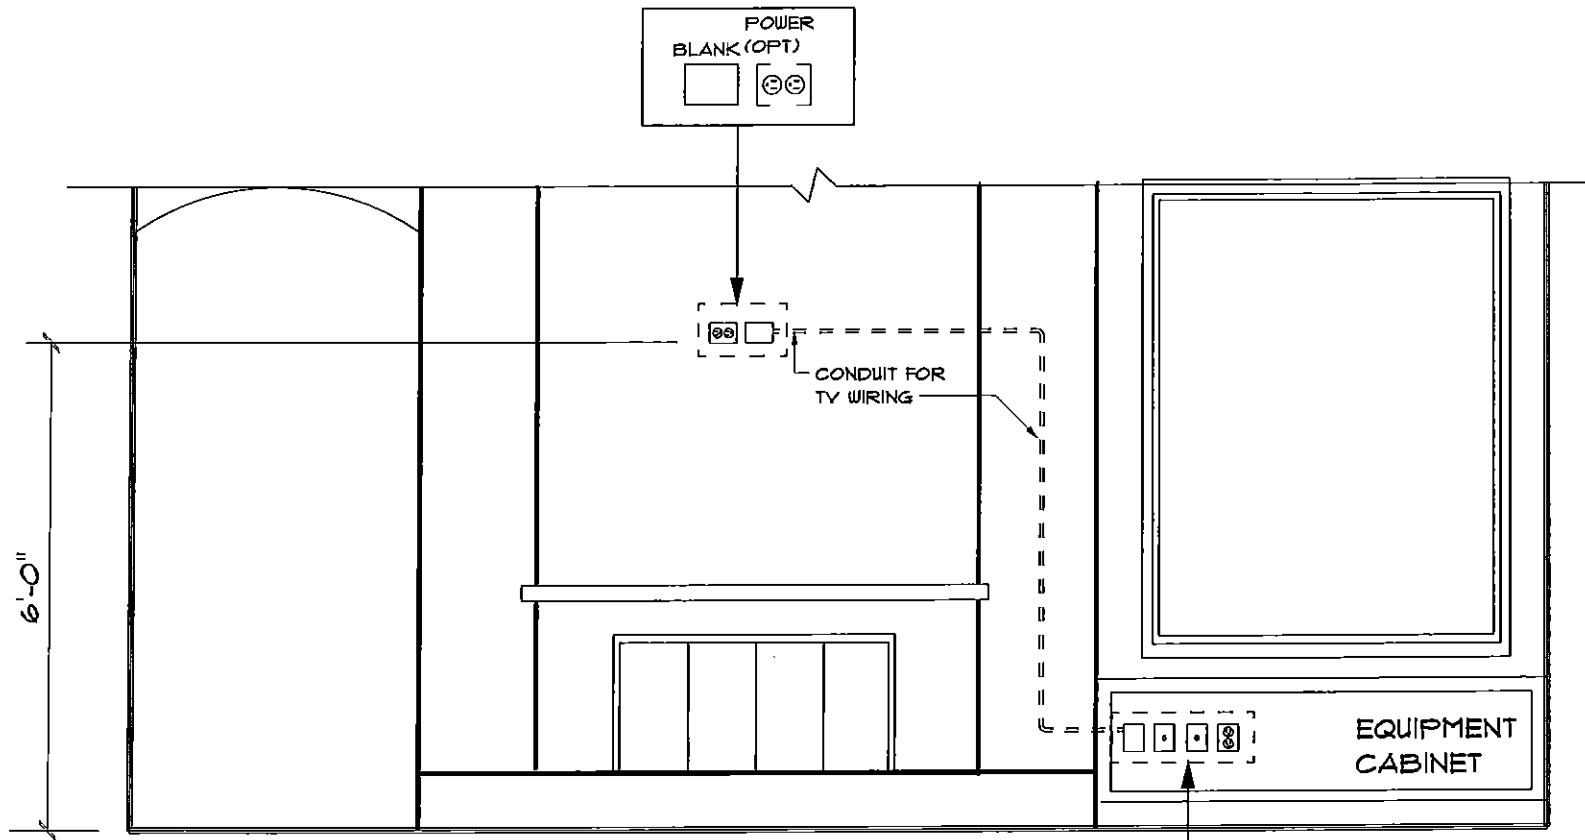 POWER
BLANK (OPT)
CONDUIT FOR
TV WIRING
6'-0"
EQUIPMENT
CABINET